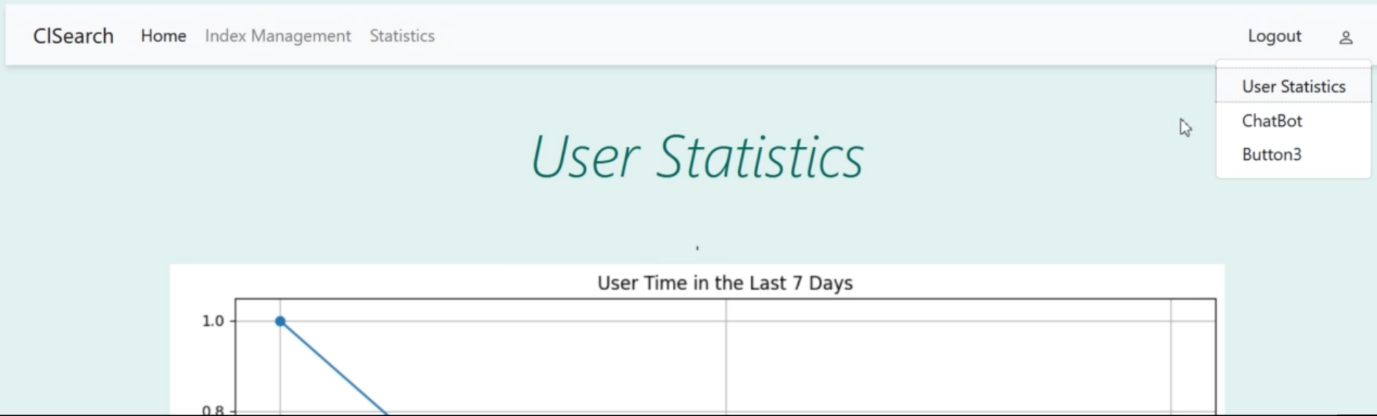 ClSearch Home Index Management Statistics Logout
User Statistics
ChatBot
Button3
User Statistics
User Time in the Last 7 Days
1.0
0.8